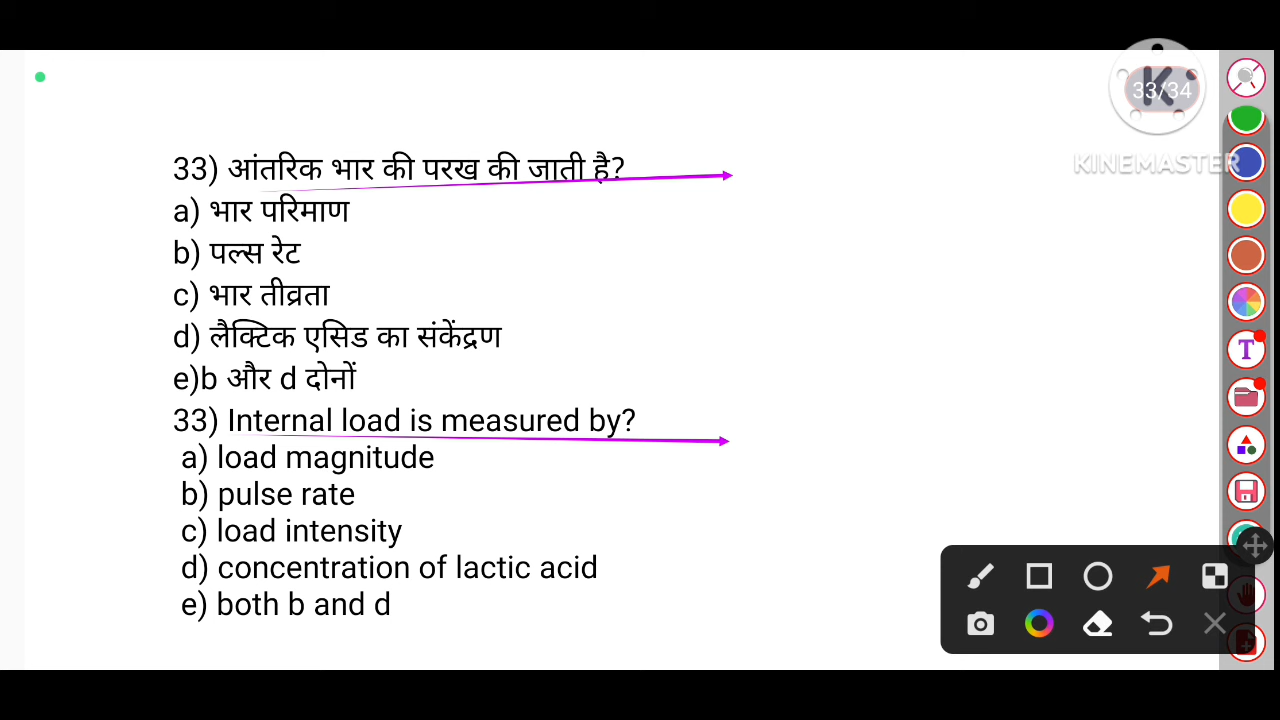 33/34
KINEMASTER
33) आंतरिक भार की परख की जाती है?
a) भार परिमाण
b) पल्स रेट
c) भार तीव्रता
d) लैक्टिक एसिड का संकेंद्रण
e)b और d दोनों
33) Internal load is measured by?
a) load magnitude
b) pulse rate
c) load intensity
d) concentration of lactic acid
e) both b and d